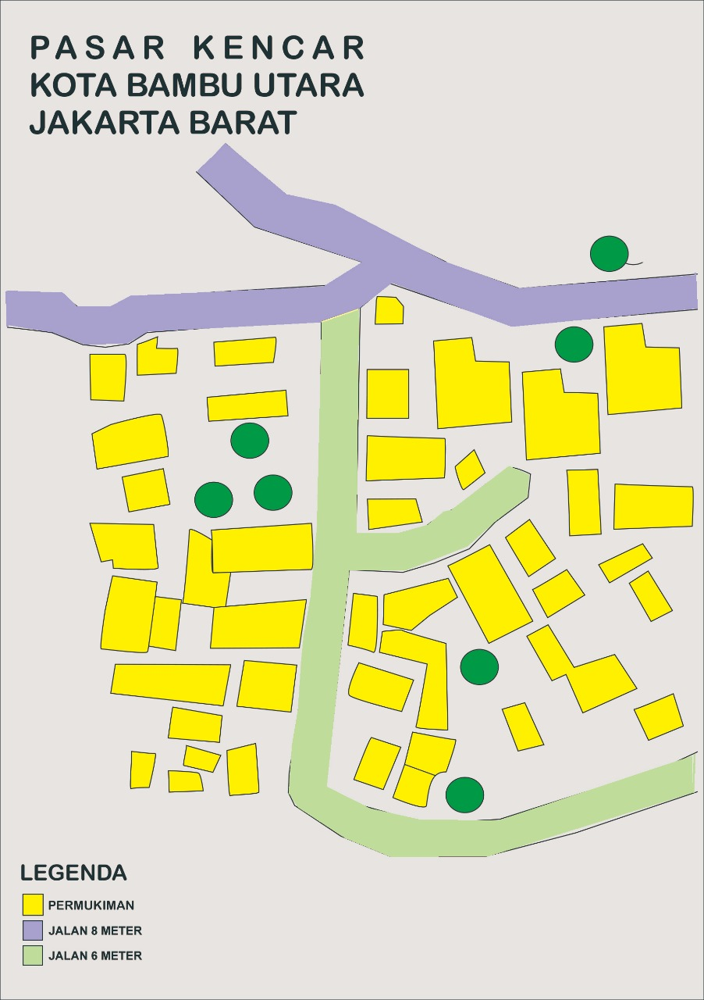 PASAR KENCAR
KOTA BAMBU UTARA
JAKARTA BARAT
LEGENDA
PERMUKIMAN
JALAN 8 METER
JALAN 6 METER